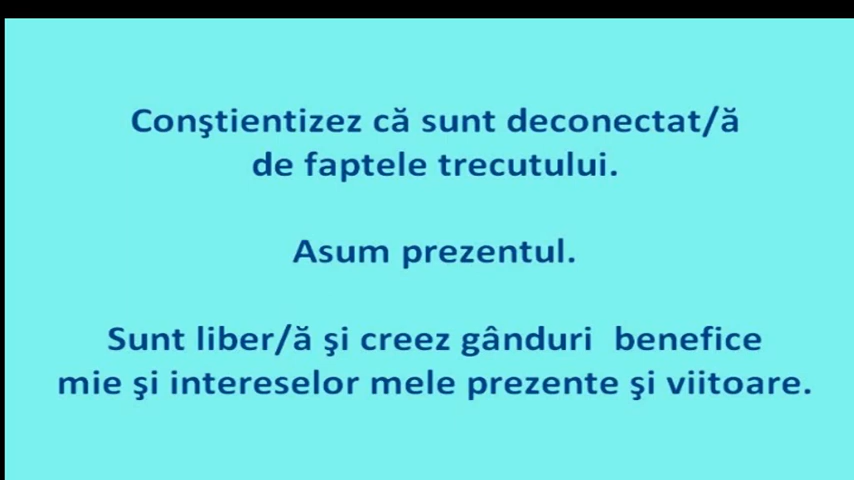 Conştientizez că sunt deconectat/ă
de faptele trecutului.
Asum prezentul.
Sunt liber/ă şi creez gânduri  benefice
mie şi intereselor mele prezente şi viitoare.